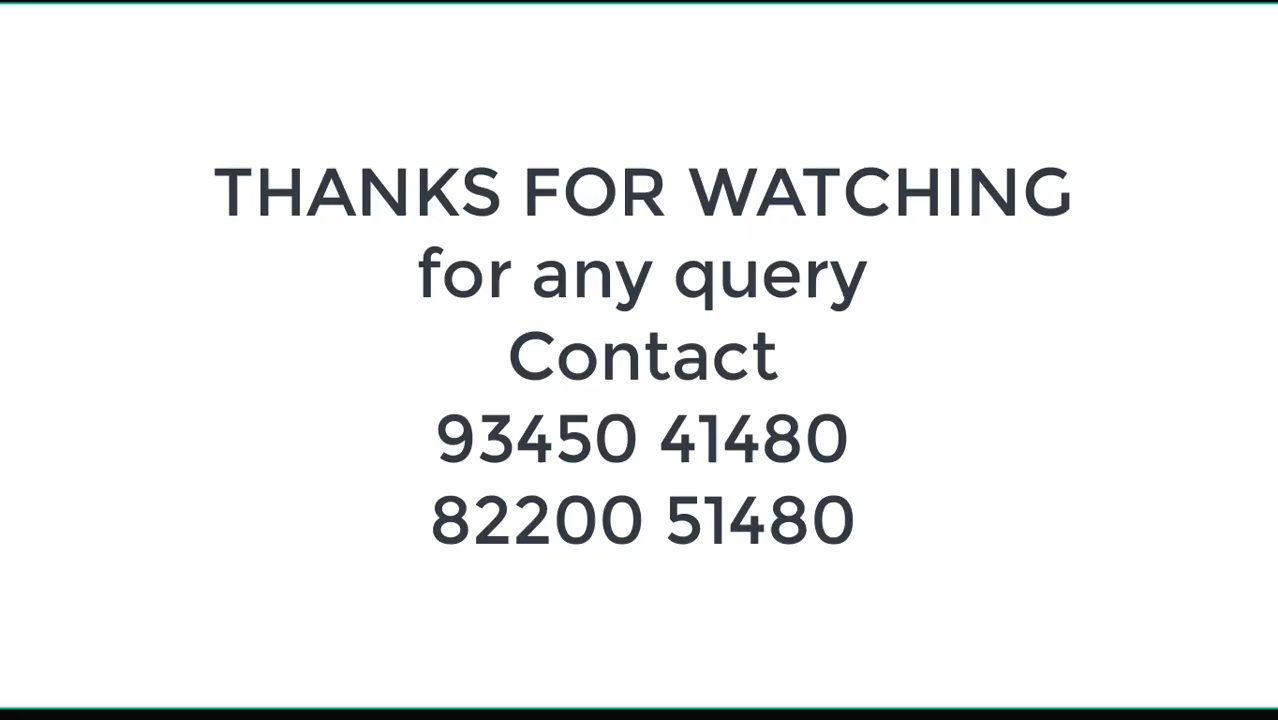 THANKS FOR WATCHING
for any query
Contact
93450 41480
82200 51480